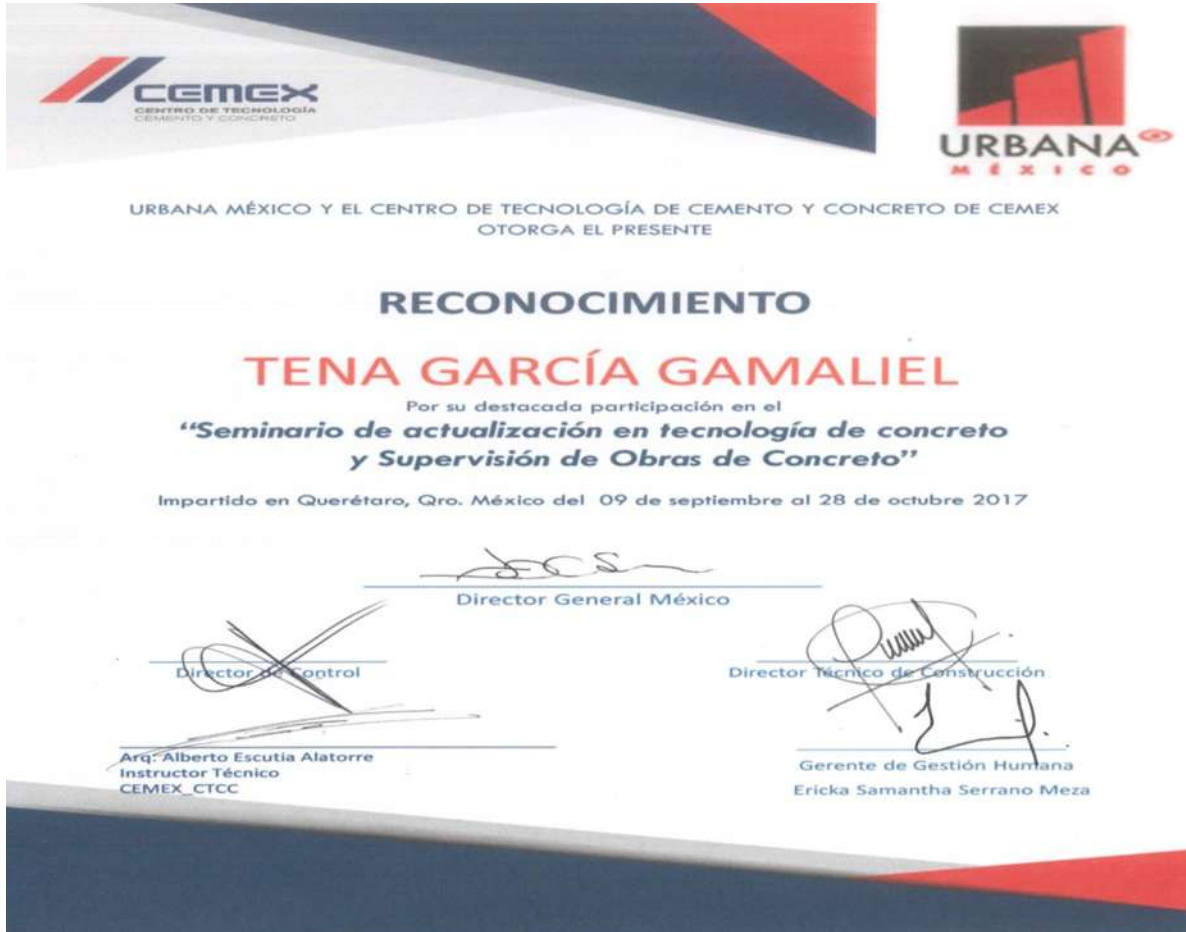 CEMEX
CENTRO DE TECNOLOGÍA
CEMENTO Y CONCRETO
URBANA
MÉXICO
URBANA MÉXICO Y EL CENTRO DE TECNOLOGÍA DE CEMENTO Y CONCRETO DE CEMEX
OTORGA EL PRESENTE
RECONOCIMIENTO
TENA GARCÍA GAMALIEL
Por su destacada participación en el
“Seminario de actualización en tecnología de concreto
y Supervisión de Obras de Concreto”
Impartido en Querétaro, Qro. México del 09 de septiembre al 28 de octubre 2017
Director General México
Director de Control
Director Técnico de Construcción
Arq. Alberto Escutia Alatorre
Instructor Técnico
CEMEX_CTCC
Gerente de Gestión Humana
Ericka Samantha Serrano Meza